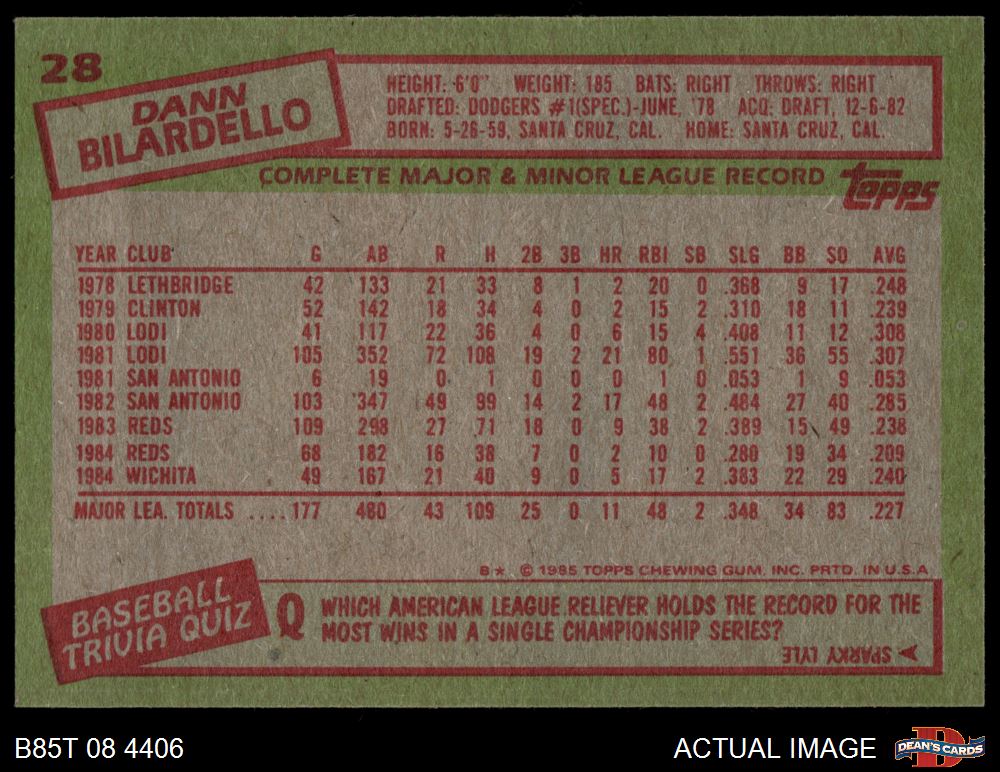 28
DANN
BILARDELLO
HEIGHT: 6'0" WEIGHT: 185 BATS: RIGHT THROWS: RIGHT
DRAFTED: DODGERS #1(SPEC.)-JUNE, '78 ACQ: DRAFT, 12-6-82
BORN: 5-26-59, SANTA CRUZ, CAL. HOME: SANTA CRUZ, CAL.
COMPLETE MAJOR & MINOR LEAGUE RECORD
topps
YEAR CLUB G AB R H 2B 3B HR RBI SB SLG BB SO AVG
1978 LETHBRIDGE 42 133 21 33 8 1 2 20 0 .368 9 17 .248
1979 CLINTON 52 142 18 34 4 0 2 15 2 .310 18 11 .239
1980 LODI 41 117 22 36 4 0 6 15 4 .408 11 12 .308
1981 LODI 105 352 72 108 19 2 21 80 1 .551 36 55 .307
1981 SAN ANTONIO 6 19 0 1 0 0 0 1 0 .053 1 9 .053
1982 SAN ANTONIO 103 347 49 99 14 2 17 48 2 .484 27 40 .285
1983 REDS 109 298 27 71 18 0 9 38 2 .389 15 49 .238
1984 REDS 68 182 16 38 7 0 2 10 0 .280 19 34 .209
1984 WICHITA 49 167 21 40 9 0 5 17 2 .383 22 29 .240
MAJOR LEA. TOTALS ....177 480 43 109 25 0 11 48 2 .348 34 83 .227
B★ © 1985 TOPPS CHEWING GUM, INC. PRTD. IN U.S.A
BASEBALL
TRIVIA QUIZ
Q WHICH AMERICAN LEAGUE RELIEVER HOLDS THE RECORD FOR THE
MOST WINS IN A SINGLE CHAMPIONSHIP SERIES?
A SPARKY LYLE
B85T 08 4406
ACTUAL IMAGE
D
DEAN'S CARDS